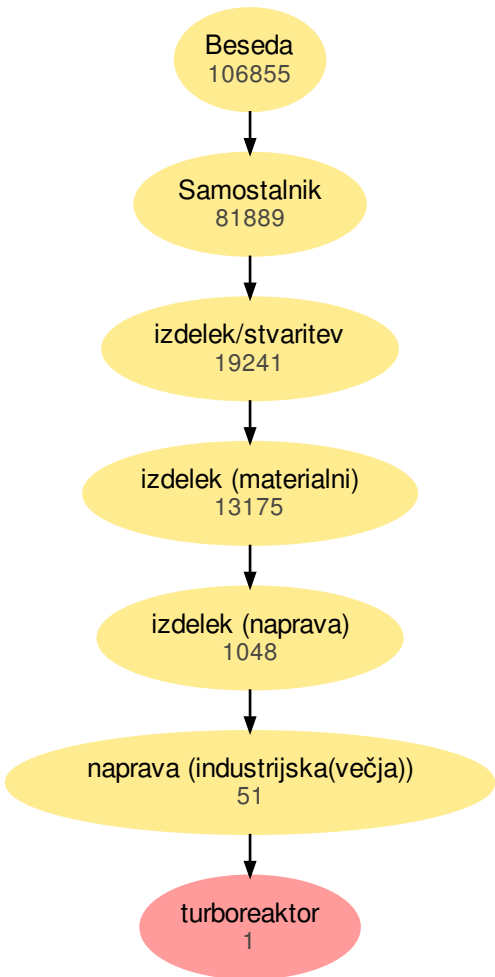 Beseda
106855
Samostalnik
81889
izdelek/stvaritev
19241
izdelek (materialni)
13175
izdelek (naprava)
1048
naprava (industrijska(večja))
51
turboreaktor
1